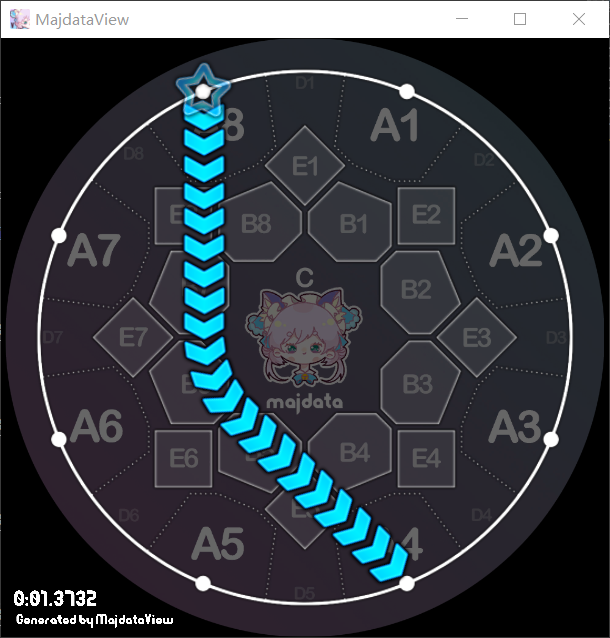 MajdataView
D1
8
A1
D8
D2
E1
E
B8
B1
E2
A7
A2
C
B2
D7
E7
E3
D3
B3
majdata
A6
A3
B4
E6
E4
D6
D4
A5
4
D5
0:01.3732
Generated by MajdataView